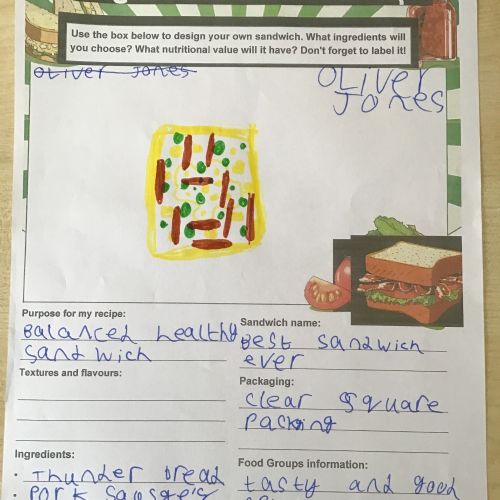 Use the box below to design your own sandwich. What ingredients will
you choose? What nutritional value will it have? Don't forget to label it!
OLIVER JONES
OLIVER
JONES
Purpose for my recipe:
Balanced healthy
Sandwich
Textures and flavours:
Sandwich name:
Best sandwich
ever
Packaging:
clear square
packing
Ingredients:
• Thunder bread
• Pork
Food Groups information:
tasty and good